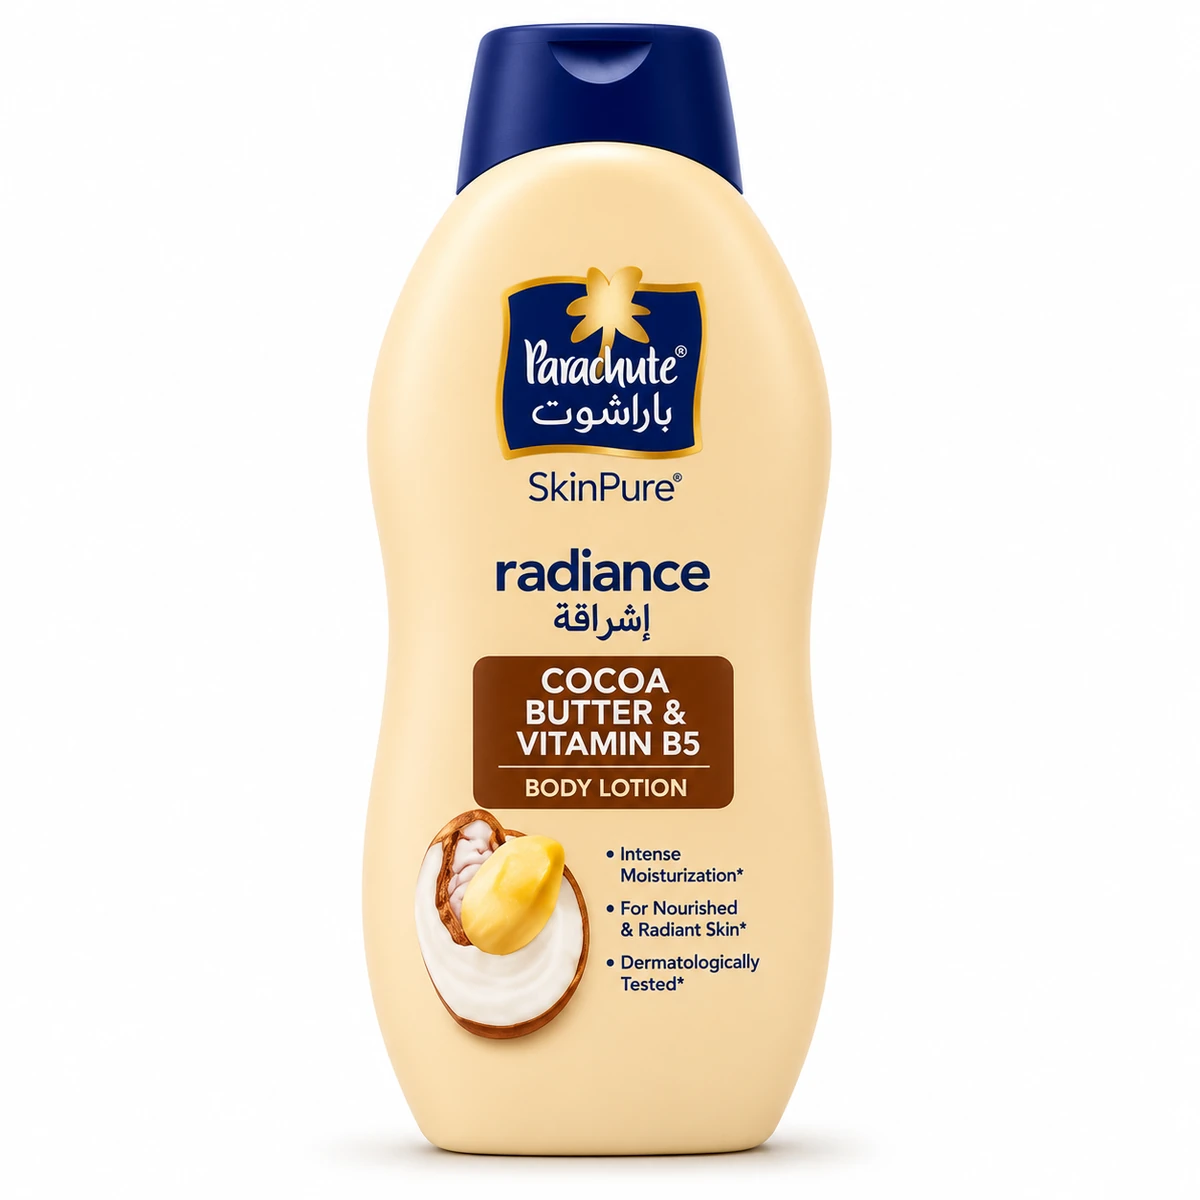 Parachute®
باراشوت
SkinPure®
radiance
إشراقة
COCOA
BUTTER &
VITAMIN B5
BODY LOTION
• Intense
Moisturization*
• For Nourished
& Radiant Skin*
• Dermatologically
Tested*